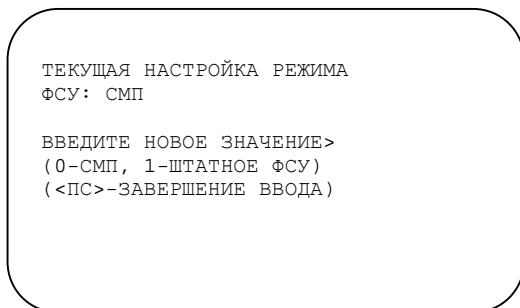 ТЕКУЩАЯ НАСТРОЙКА РЕЖИМА
ФСУ: СМП
ВВЕДИТЕ НОВОЕ ЗНАЧЕНИЕ>
(0-СМП, 1-ШТАТНОЕ ФСУ)
(<ПС>-ЗАВЕРШЕНИЕ ВВОДА)